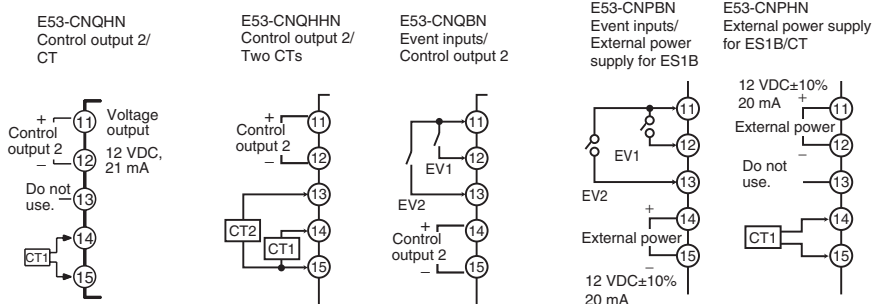 E53-CNQHN
Control output 2/
CT
+
Control
output 2
−
Do not
use.
CT1
11
12
13
14
15
Voltage
output
12 VDC,
21 mA
E53-CNQHHN
Control output 2/
Two CTs
+
Control
output 2
−
CT2
CT1
11
12
13
14
15
E53-CNQBN
Event inputs/
Control output 2
EV1
EV2
+
Control
output 2
−
11
12
13
14
15
E53-CNPBN
Event inputs/
External power
supply for ES1B
EV1
EV2
+
External power
−
12 VDC±10%
20 mA
11
12
13
14
15
E53-CNPHN
External power supply
for ES1B/CT
12 VDC±10%
20 mA
+
External power
−
Do not
use.
CT1
11
12
13
14
15